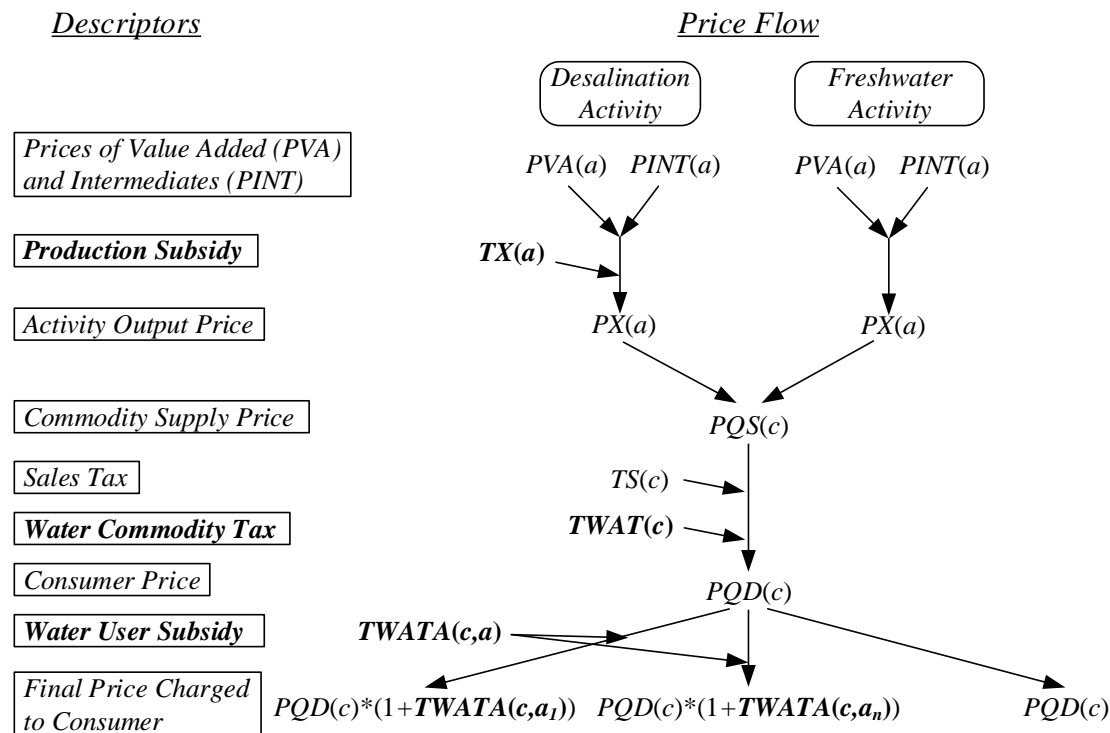 Descriptors
Price Flow
Desalination
Activity
Freshwater
Activity
Prices of Value Added (PVA)
and Intermediates (PINT)
PVA(a) PINT(a)
PVA(a) PINT(a)
Production Subsidy
TX(a)
Activity Output Price
PX(a)
PX(a)
Commodity Supply Price
PQS(c)
Sales Tax
TS(c)
Water Commodity Tax
TWAT(c)
Consumer Price
PQD(c)
Water User Subsidy
TWATA(c,a)
Final Price Charged
to Consumer
PQD(c)*(1+TWATA(c,a₁))
PQD(c)*(1+TWATA(c,aₙ))
PQD(c)